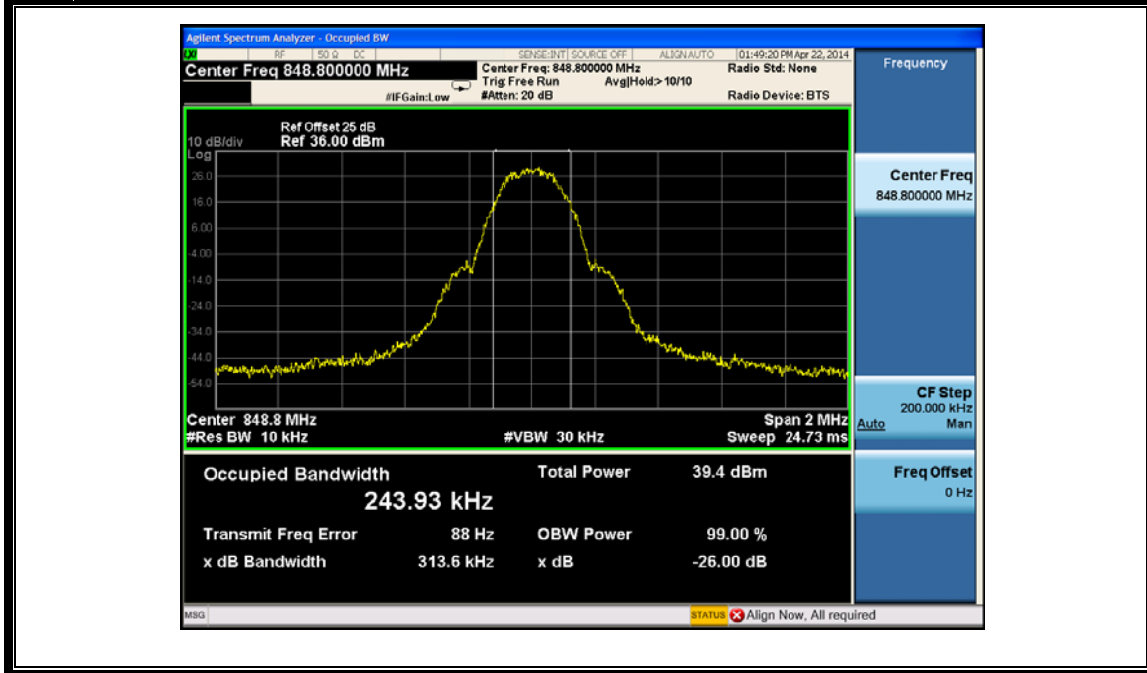 Agilent Spectrum Analyzer - Occupied BW
RF 50 Ω DC SENSE:INT SOURCE OFF ALIGN AUTO 01:49:20 PM Apr 22, 2014
Center Freq 848.800000 MHz
Center Freq: 848.800000 MHz
Radio Std: None
Trig Free Run Avg|Hold:> 10/10
#IFGain:Low #Atten: 20 dB
Radio Device: BTS
Frequency
Ref Offset 25 dB
10 dB/div Ref 36.00 dBm
Log
26.0
16.0
6.00
-4.00
-14.0
-24.0
-34.0
-44.0
-54.0
Center 848.8 MHz Span 2 MHz
#Res BW 10 kHz #VBW 30 kHz Sweep 24.73 ms
Center Freq
848.800000 MHz
CF Step
200.000 kHz
Auto Man
Freq Offset
0 Hz
Occupied Bandwidth Total Power 39.4 dBm
243.93 kHz
Transmit Freq Error 88 Hz OBW Power 99.00 %
x dB Bandwidth 313.6 kHz x dB -26.00 dB
MSG STATUS Align Now, All required